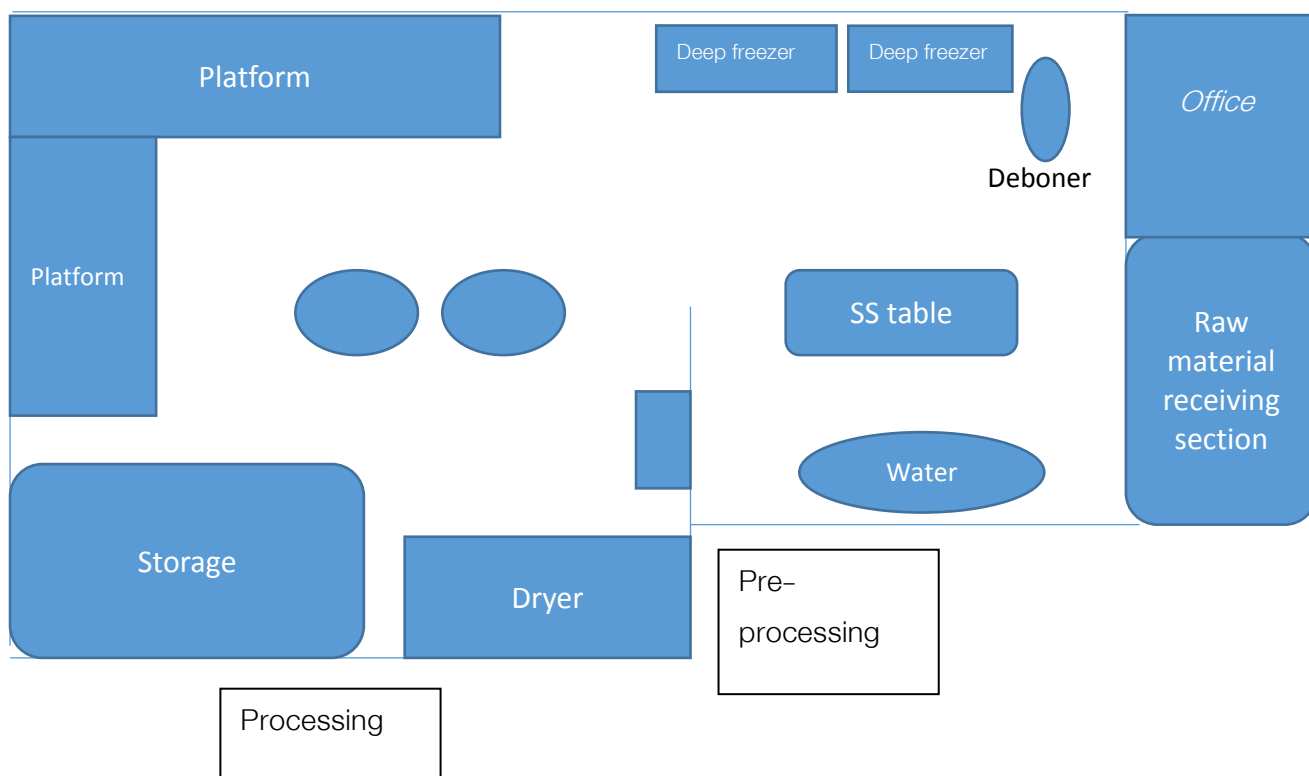 Platform
Deep freezer
Deep freezer
Office
Deboner
Platform
SS table
Raw
material
receiving
section
Water
Storage
Dryer
Pre-
processing
Processing